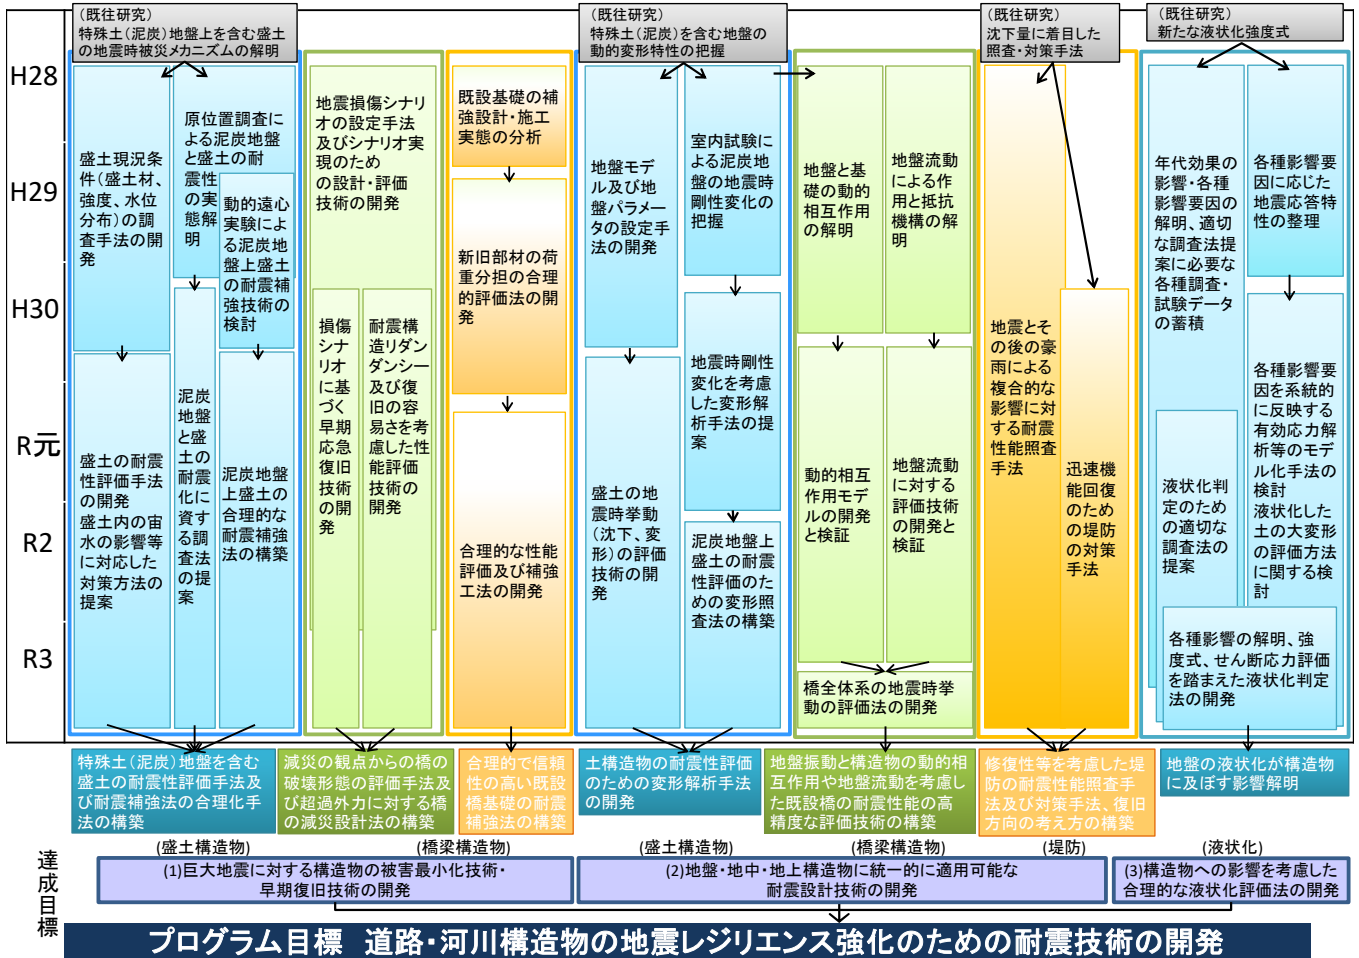 (既往研究)
特殊土(泥炭)地盤上を含む盛土
の地震時被災メカニズムの解明
(既往研究)
特殊土(泥炭)を含む地盤の
動的変形特性の把握
(既往研究)
沈下量に着目した
照査・対策手法
(既往研究)
新たな液状化強度式
H28
H29
H30
R元
R2
R3
盛土現況条
件(盛土材、
強度、水位
分布)の調
査手法の開
発
原位置調査に
よる泥炭地盤
と盛土の耐
震性
の実
態解
明
動的遠心
実験によ
る泥炭地
盤上盛土
の耐震補
強技術の
検討
盛土の耐震
性評価手法
の開発
盛土内の宙
水の影響等
に対応した
対策方法の
提案
泥炭
地盤
と盛
土の
耐震
化に
資す
る調
査法
の提
案
泥炭地盤
上盛土の
合理的な
耐震補強
法の構築
地震損傷シナリ
オの設定手法
及びシナリオ実
現のため
の設計・評価
技術の開発
損傷
シナ
リオ
に基
づく
早期
応急
復旧
技術
の開
発
耐震構
造リダン
ダンシー
及び復
旧の容
易さを考
慮した性
能評価
技術の
開発
既設基礎の補
強設計・施工
実態の分析
新旧部材の荷
重分担の合理
的評価法の開
発
合理的な性能
評価及び補強
工法の開発
地盤モデ
ル及び地
盤パラメー
タの設定手
法の開発
室内試験に
よる泥炭地
盤の地震時
剛性変化の
把握
地震時剛性
変化を考慮
した変形解
析手法の提
案
盛土の地
震時挙動
(沈下、変
形)の評価
技術の開
発
泥炭地盤上
盛土の耐震
性評価のた
めの変形照
査法の構築
地盤と基
礎の動的
相互作用
の解明
地盤流動
による作
用と抵抗
機構の解
明
動的相互
作用モデ
ルの開発
と検証
地盤流動
に対する
評価技術
の開発と
検証
橋全体系の地震時挙
動の評価法の開発
地震とそ
の後の豪
雨による
複合的な
影響に対
する耐震
性能照査
手法
迅速機
能回復
のため
の堤防
の対策
手法
年代効果の
影響・各種
影響要因の
解明、適切
な調査法提
案に必要な
各種調査・
試験データ
の蓄積
各種影響要
因に応じた
地震応答特
性の整理
各種影響要
因を系統的
に反映する
有効応力解
析等のモデ
ル化手法の
検討
液状化した
土の大変形
の評価方法
に関する検
討
液状化判
定のため
の適切な
調査法の
提案
各種影響の解明、強
度式、せん断応力評価
を踏まえた液状化判定
法の開発
特殊土(泥炭)地盤を含む
盛土の耐震性評価手法及
び耐震補強法の合理化手
法の構築
減災の観点からの橋の
破壊形態の評価手法及
び超過外力に対する橋
の減災設計法の構築
合理的で信頼
性の高い既設
橋基礎の耐震
補強法の構築
土構造物の耐震性評価
のための変形解析手法
の開発
地盤振動と構造物の動的相
互作用や地盤流動を考慮し
た既設橋の耐震性能の高
精度な評価技術の構築
修復性等を考慮した堤
防の耐震性能照査手
法及び対策手法、復旧
方向の考え方の構築
地盤の液状化が構造物
に及ぼす影響解明
(盛土構造物)
(橋梁構造物)
(盛土構造物)
(橋梁構造物)
(堤防)
(液状化)
達成目標
(1)巨大地震に対する構造物の被害最小化技術・
早期復旧技術の開発
(2)地盤・地中・地上構造物に統一的に適用可能な
耐震設計技術の開発
(3)構造物への影響を考慮した
合理的な液状化評価法の開発
プログラム目標 道路・河川構造物の地震レジリエンス強化のための耐震技術の開発